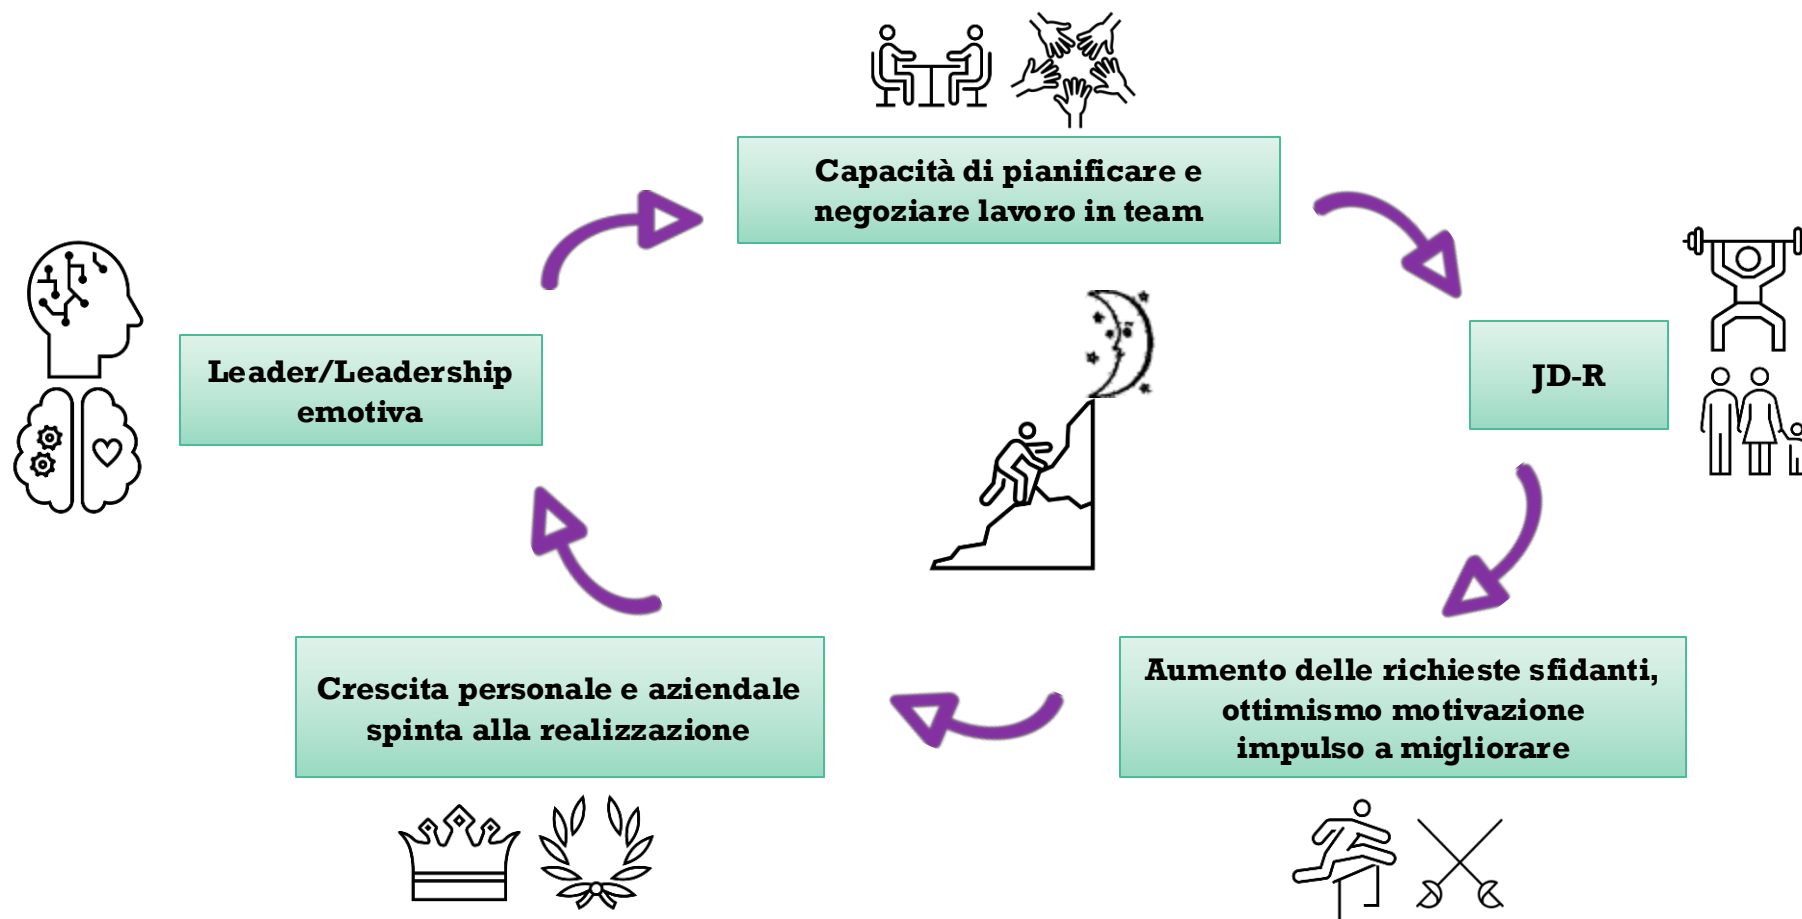 Capacità di pianificare e
negoziare lavoro in team
Leader/Leadership
emotiva
JD-R
Crescita personale e aziendale
spinta alla realizzazione
Aumento delle richieste sfidanti,
ottimismo motivazione
impulso a migliorare